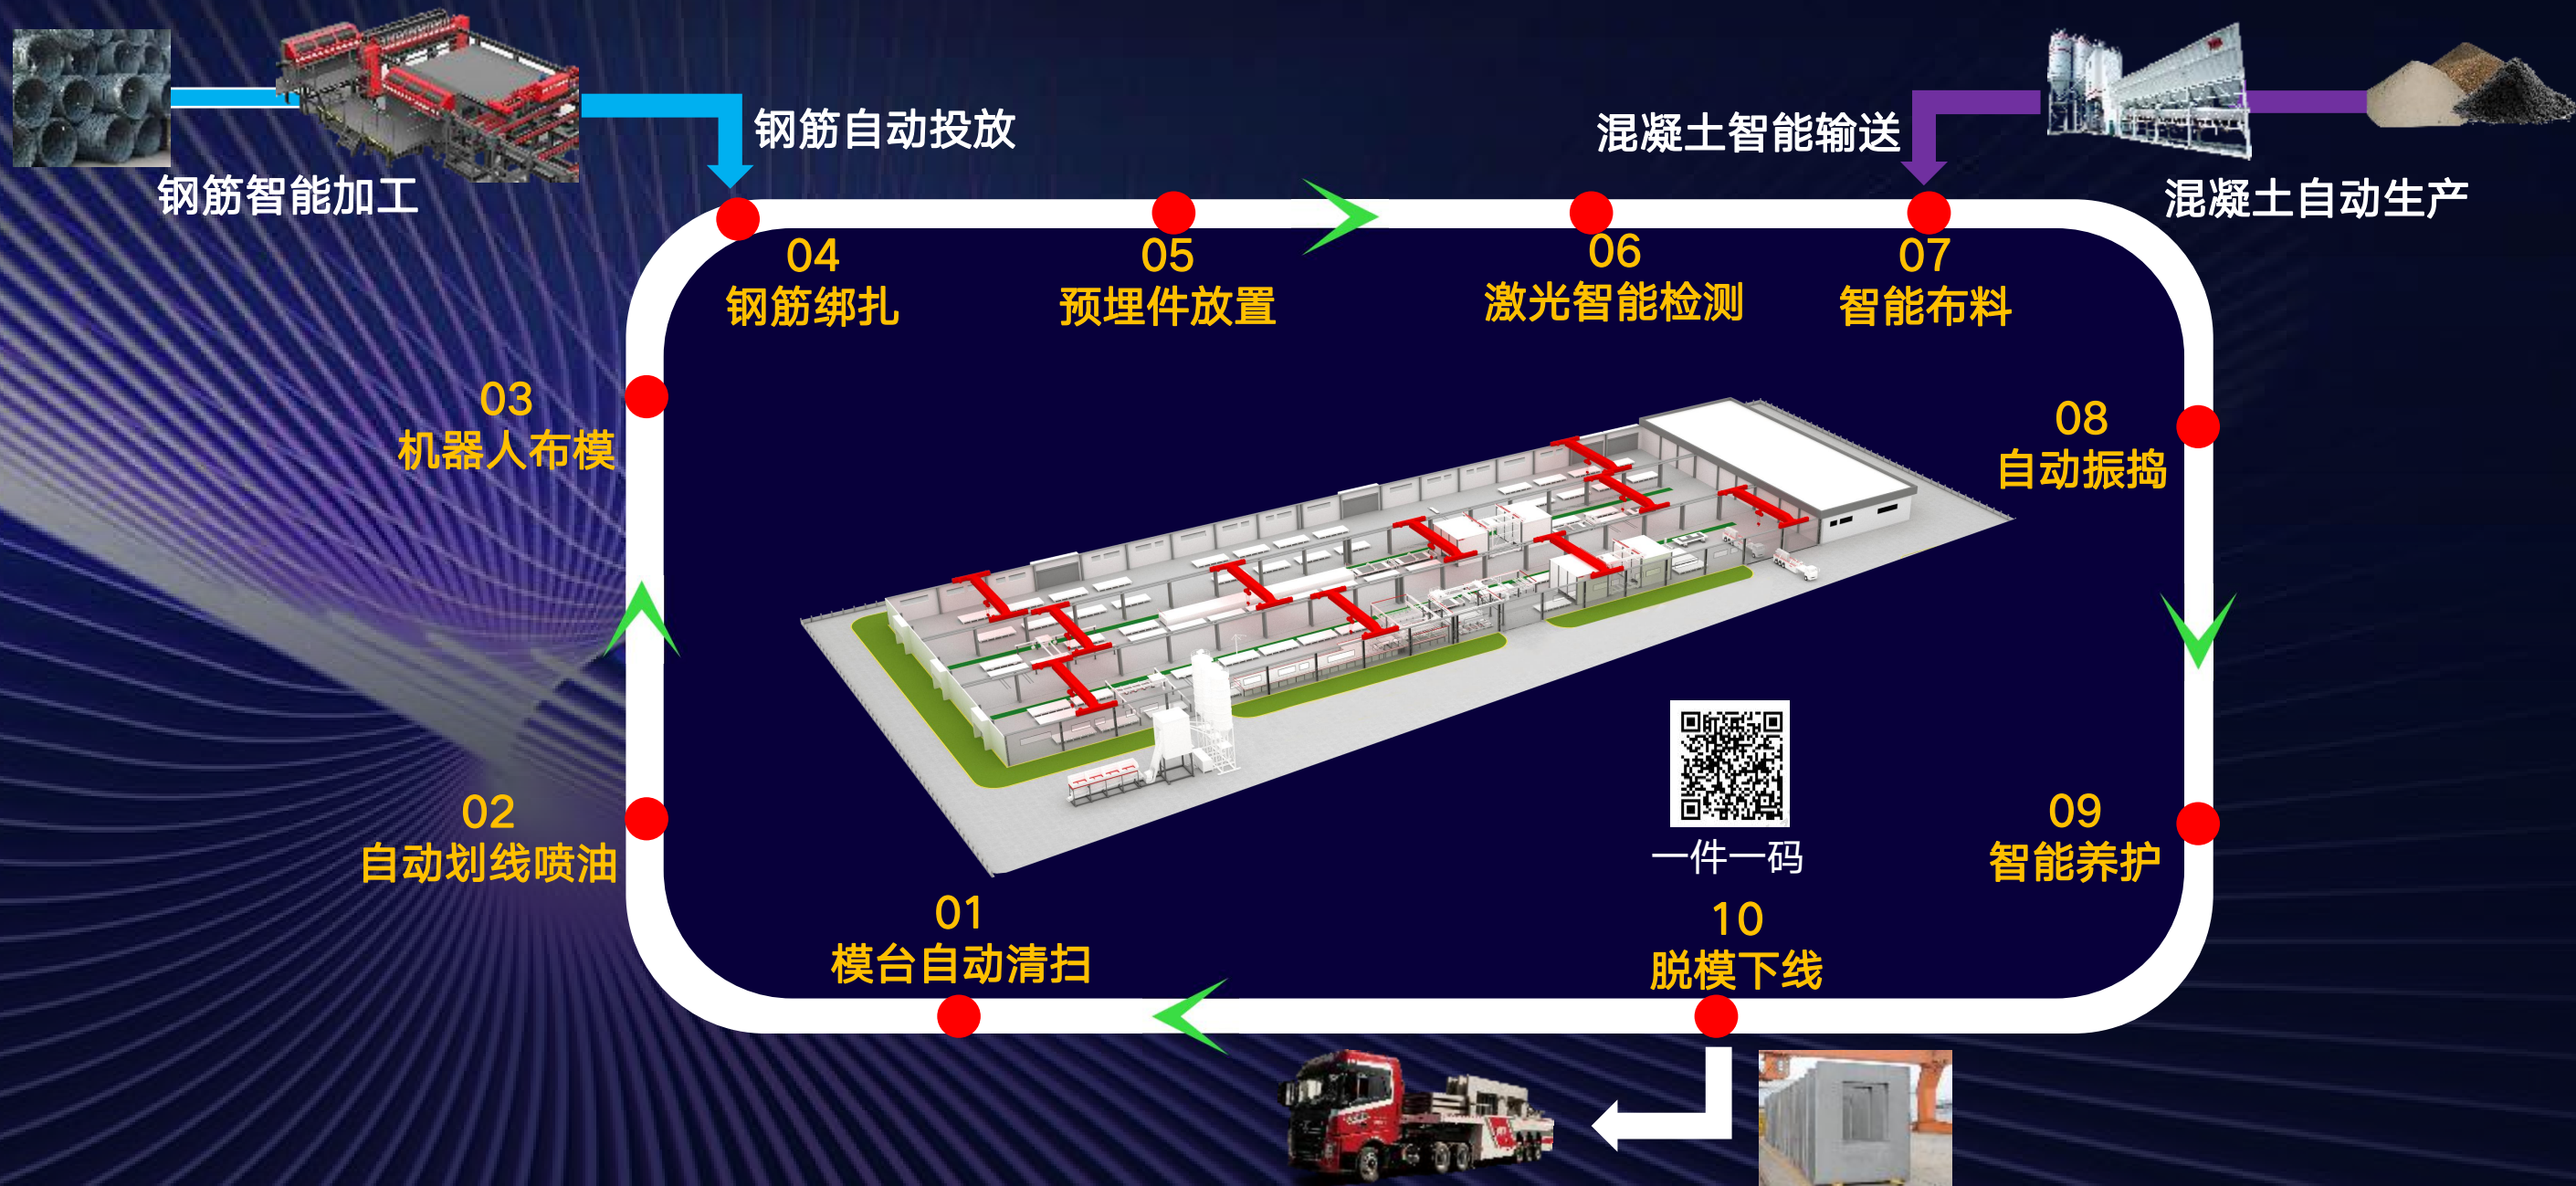 钢筋自动投放
混凝土智能输送
钢筋智能加工
混凝土自动生产
04
钢筋绑扎
05
预埋件放置
06
激光智能检测
07
智能布料
03
机器人布模
08
自动振捣
02
自动划线喷油
09
智能养护
一件一码
01
模台自动清扫
10
脱模下线